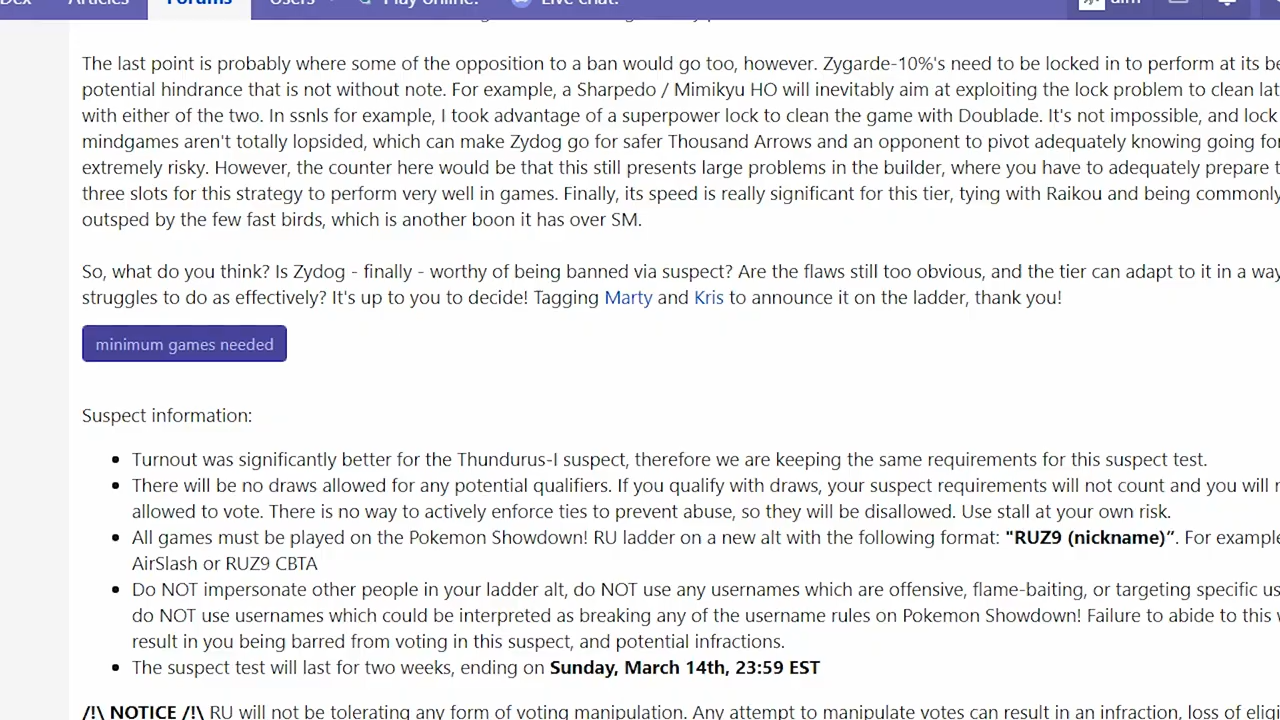 Articles Forums Users Play online! Live chat!
The last point is probably where some of the opposition to a ban would go too, however. Zygarde-10%'s need to be locked in to perform at its be
potential hindrance that is not without note. For example, a Sharpedo / Mimikyu HO will inevitably aim at exploiting the lock problem to clean lat
with either of the two. In ssnls for example, I took advantage of a superpower lock to clean the game with Doublade. It's not impossible, and lock
mindgames aren't totally lopsided, which can make Zydog go for safer Thousand Arrows and an opponent to pivot adequately knowing going for
extremely risky. However, the counter here would be that this still presents large problems in the builder, where you have to adequately prepare t
three slots for this strategy to perform very well in games. Finally, its speed is really significant for this tier, tying with Raikou and being commonly
outsped by the few fast birds, which is another boon it has over SM.
So, what do you think? Is Zydog - finally - worthy of being banned via suspect? Are the flaws still too obvious, and the tier can adapt to it in a way
struggles to do as effectively? It's up to you to decide! Tagging Marty and Kris to announce it on the ladder, thank you!
minimum games needed
Suspect information:
Turnout was significantly better for the Thundurus-I suspect, therefore we are keeping the same requirements for this suspect test.
There will be no draws allowed for any potential qualifiers. If you qualify with draws, your suspect requirements will not count and you will
allowed to vote. There is no way to actively enforce ties to prevent abuse, so they will be disallowed. Use stall at your own risk.
All games must be played on the Pokemon Showdown! RU ladder on a new alt with the following format: "RUZ9 (nickname)”. For example
AirSlash or RUZ9 CBTA
Do NOT impersonate other people in your ladder alt, do NOT use any usernames which are offensive, flame-baiting, or targeting specific us
do NOT use usernames which could be interpreted as breaking any of the username rules on Pokemon Showdown! Failure to abide to this
result in you being barred from voting in this suspect, and potential infractions.
The suspect test will last for two weeks, ending on Sunday, March 14th, 23:59 EST
/!\ NOTICE /!\ RU will not be tolerating any form of voting manipulation. Any attempt to manipulate votes can result in an infraction, loss of elig